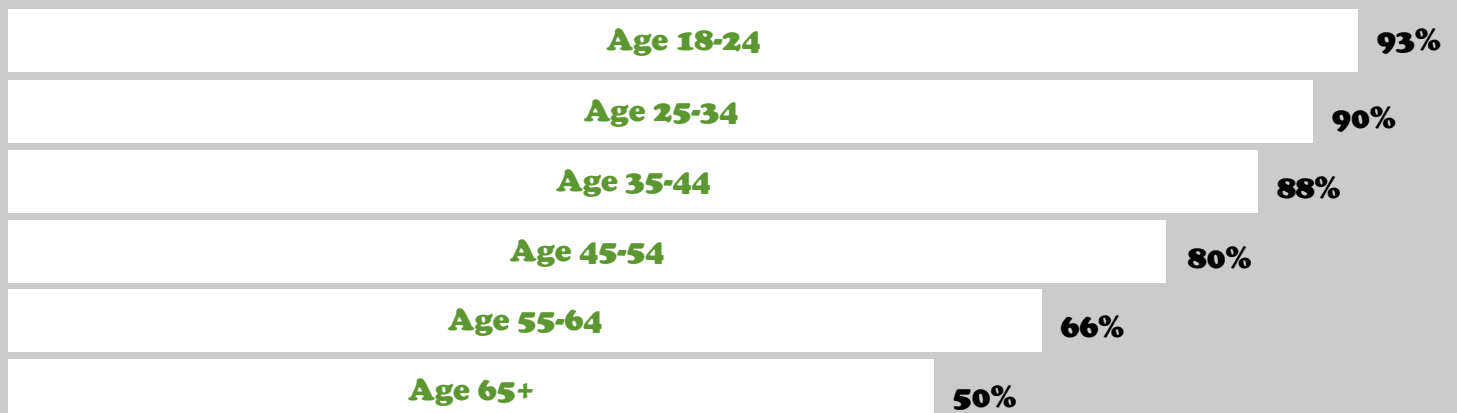 Age 18-24 93%
Age 25-34 90%
Age 35-44 88%
Age 45-54 80%
Age 55-64 66%
Age 65+ 50%